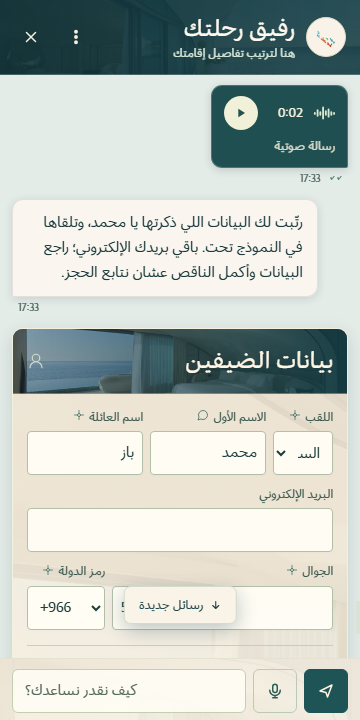 رفيق رحلتك
هنا لترتيب تفاصيل إقامتك
0:02
رسالة صوتية
17:33
رتّبت لك البيانات اللي ذكرتها يا محمد، وتلقاها
في النموذج تحت. باقي بريدك الإلكتروني؛ راجع
البيانات وأكمل الناقص عشان نتابع الحجز.
17:33
بيانات الضيفين
اللقب
الاسم الأول
اسم العائلة
محمد
باز
البريد الإلكتروني
الجوال
رمز الدولة
+966
رسائل جديدة
كيف نقدر نساعدك؟